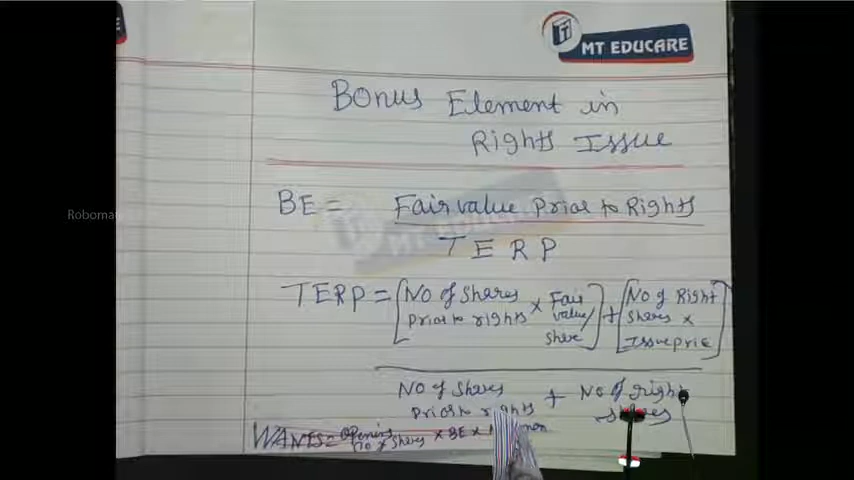 MT EDUCARE
Bonus Element in
Rights Issue
Roboma
BE = Fair value Prior to Rights
TERP
TERP = [No of Shares Prior to rights × Fair value/ Share] + [No of Right Shares × Issue price]
No of Shares Prior to rights + No of right Shares
WANES = Opening no of Shares × BE ×